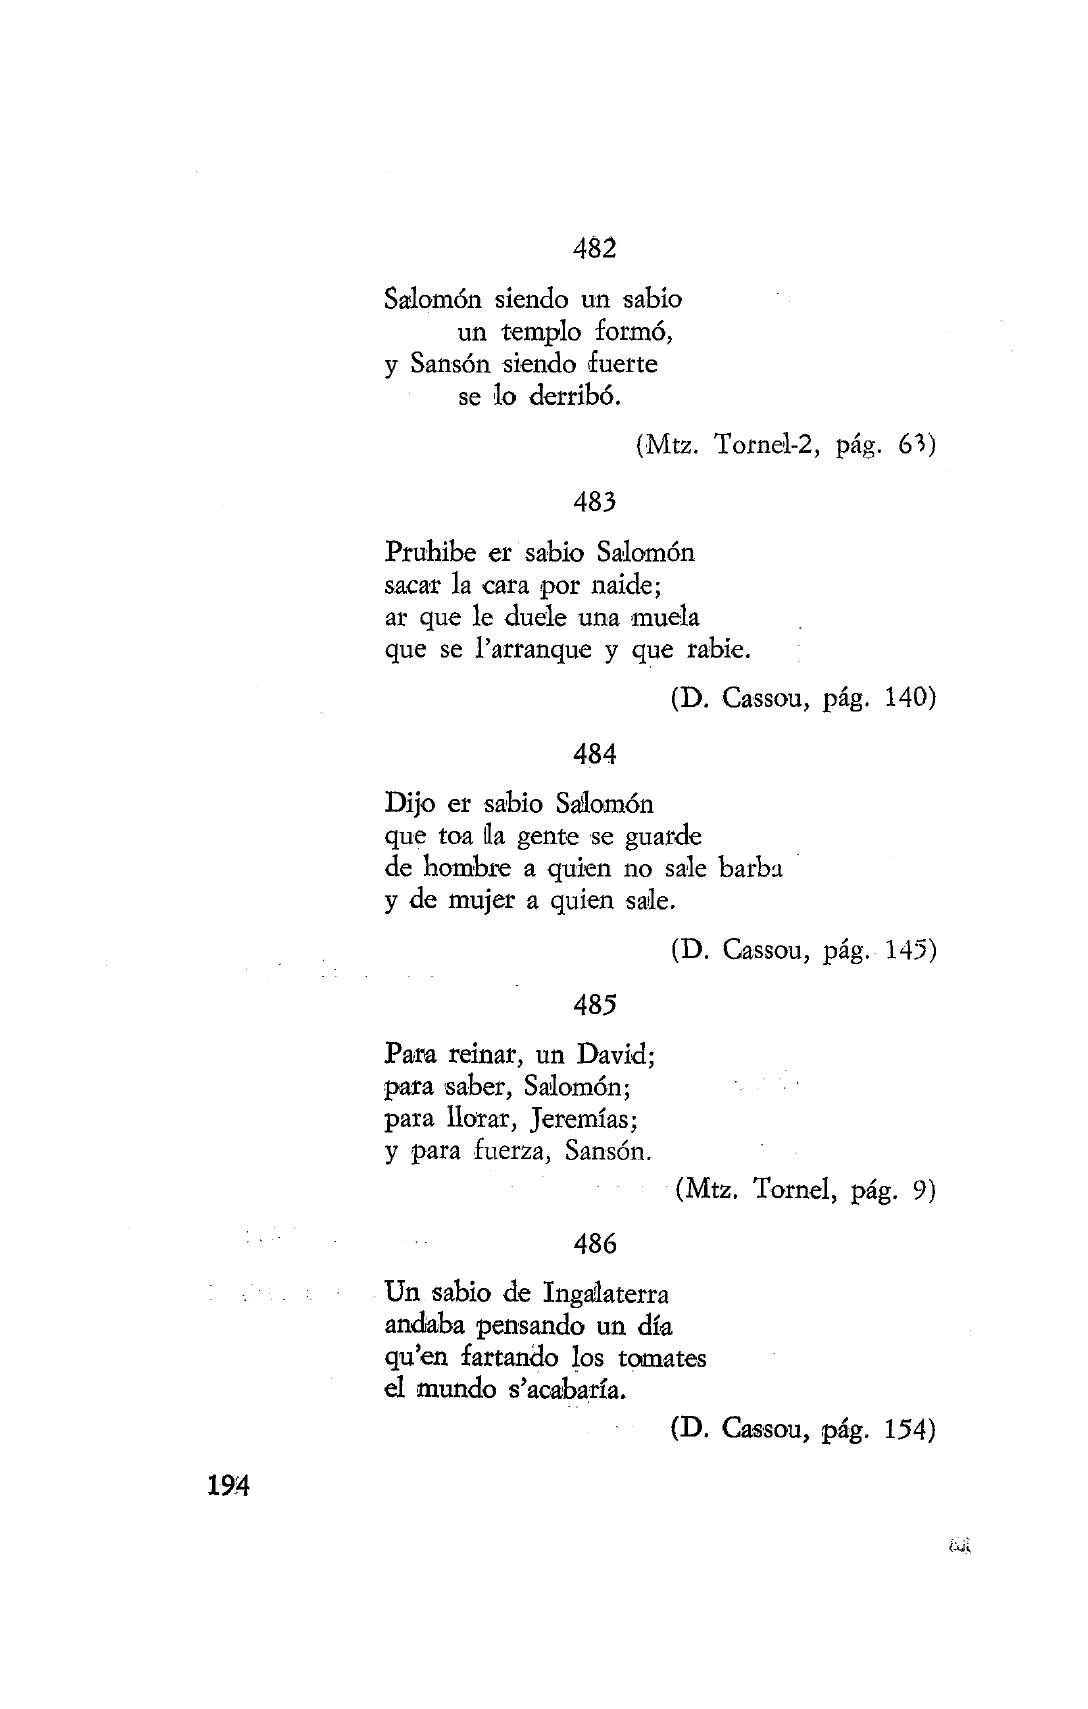 482
Salomón siendo un sabio
un templo formó,
y Sansón siendo fuerte
se lo derribó.
(Mtz. Tornel-2, pág. 63)
483
Pruhibe er sabio Salomón
sacar la cara por naide;
ar que le duele una muela
que se l'arranque y que rabie.
(D. Cassou, pág. 140)
484
Dijo er sabio Salomón
que toa la gente se guarde
de hombre a quien no sale barba
y de mujer a quien sale.
(D. Cassou, pág. 145)
485
Para reinar, un David;
para saber, Salomón;
para llorar, Jeremías;
y para fuerza, Sansón.
(Mtz. Tornel, pág. 9)
486
Un sabio de Ingalaterra
andaba pensando un día
qu'en fartando los tomates
el mundo s'acabaría.
(D. Cassou, pág. 154)
194